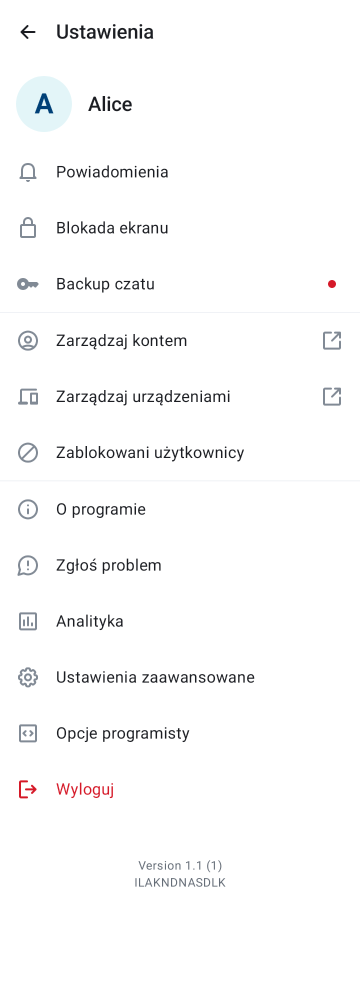 Ustawienia
A
Alice
Powiadomienia
Blokada ekranu
Backup czatu
Zarządzaj kontem
Zarządzaj urządzeniami
Zablokowani użytkownicy
O programie
Zgłoś problem
Analityka
Ustawienia zaawansowane
Opcje programisty
Wyloguj
Version 1.1 (1)
ILAKNDNASDLK